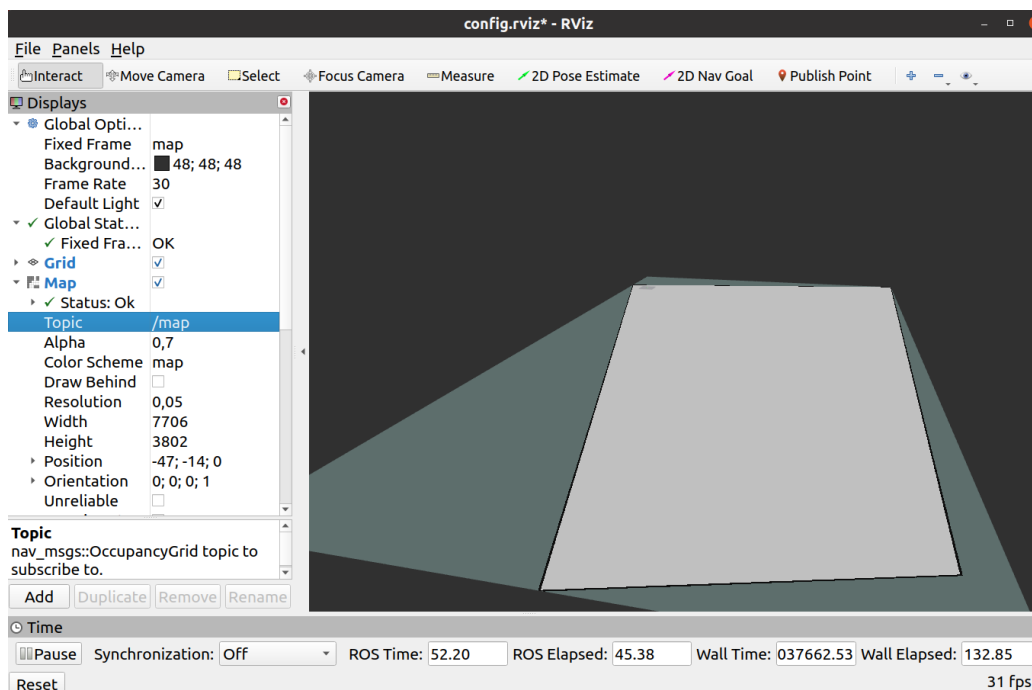 config.rviz* - RViz
File Panels Help
Interact Move Camera Select Focus Camera Measure 2D Pose Estimate 2D Nav Goal Publish Point
Displays
Global Opti...
Fixed Frame map
Background... 48; 48; 48
Frame Rate 30
Default Light
Global Stat...
Fixed Fra... OK
Grid
Map
Status: Ok
Topic /map
Alpha 0,7
Color Scheme map
Draw Behind
Resolution 0,05
Width 7706
Height 3802
Position -47; -14; 0
Orientation 0; 0; 0; 1
Unreliable
Topic
nav_msgs::OccupancyGrid topic to
subscribe to.
Add Duplicate Remove Rename
Time
Pause Synchronization: Off ROS Time: 52.20 ROS Elapsed: 45.38 Wall Time: 037662.53 Wall Elapsed: 132.85
Reset 31 fps